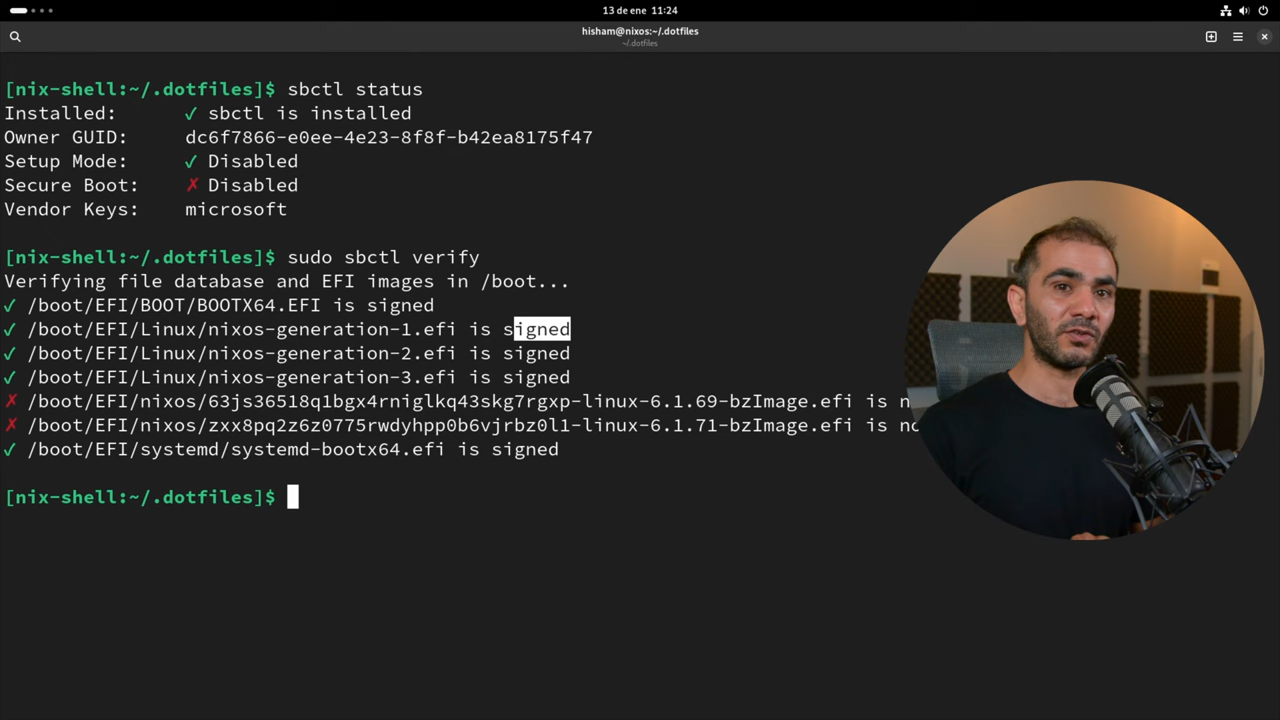 13 de ene 11:24
hisham@nixos:~/.dotfiles
~/.dotfiles
[nix-shell:~/.dotfiles]$ sbctl status
Installed: ✓ sbctl is installed
Owner GUID: dc6f7866-e0ee-4e23-8f8f-b42ea8175f47
Setup Mode: ✓ Disabled
Secure Boot: ✗ Disabled
Vendor Keys: microsoft
[nix-shell:~/.dotfiles]$ sudo sbctl verify
Verifying file database and EFI images in /boot...
✓ /boot/EFI/BOOT/BOOTX64.EFI is signed
✓ /boot/EFI/Linux/nixos-generation-1.efi is signed
✓ /boot/EFI/Linux/nixos-generation-2.efi is signed
✓ /boot/EFI/Linux/nixos-generation-3.efi is signed
✗ /boot/EFI/nixos/63js36518q1bgx4rniglkq43skg7rgxp-linux-6.1.69-bzImage.efi is
✗ /boot/EFI/nixos/zxx8pq2z6z0775rwdyhpp0b6vjrbz0l1-linux-6.1.71-bzImage.efi is
✓ /boot/EFI/systemd/systemd-bootx64.efi is signed
[nix-shell:~/.dotfiles]$